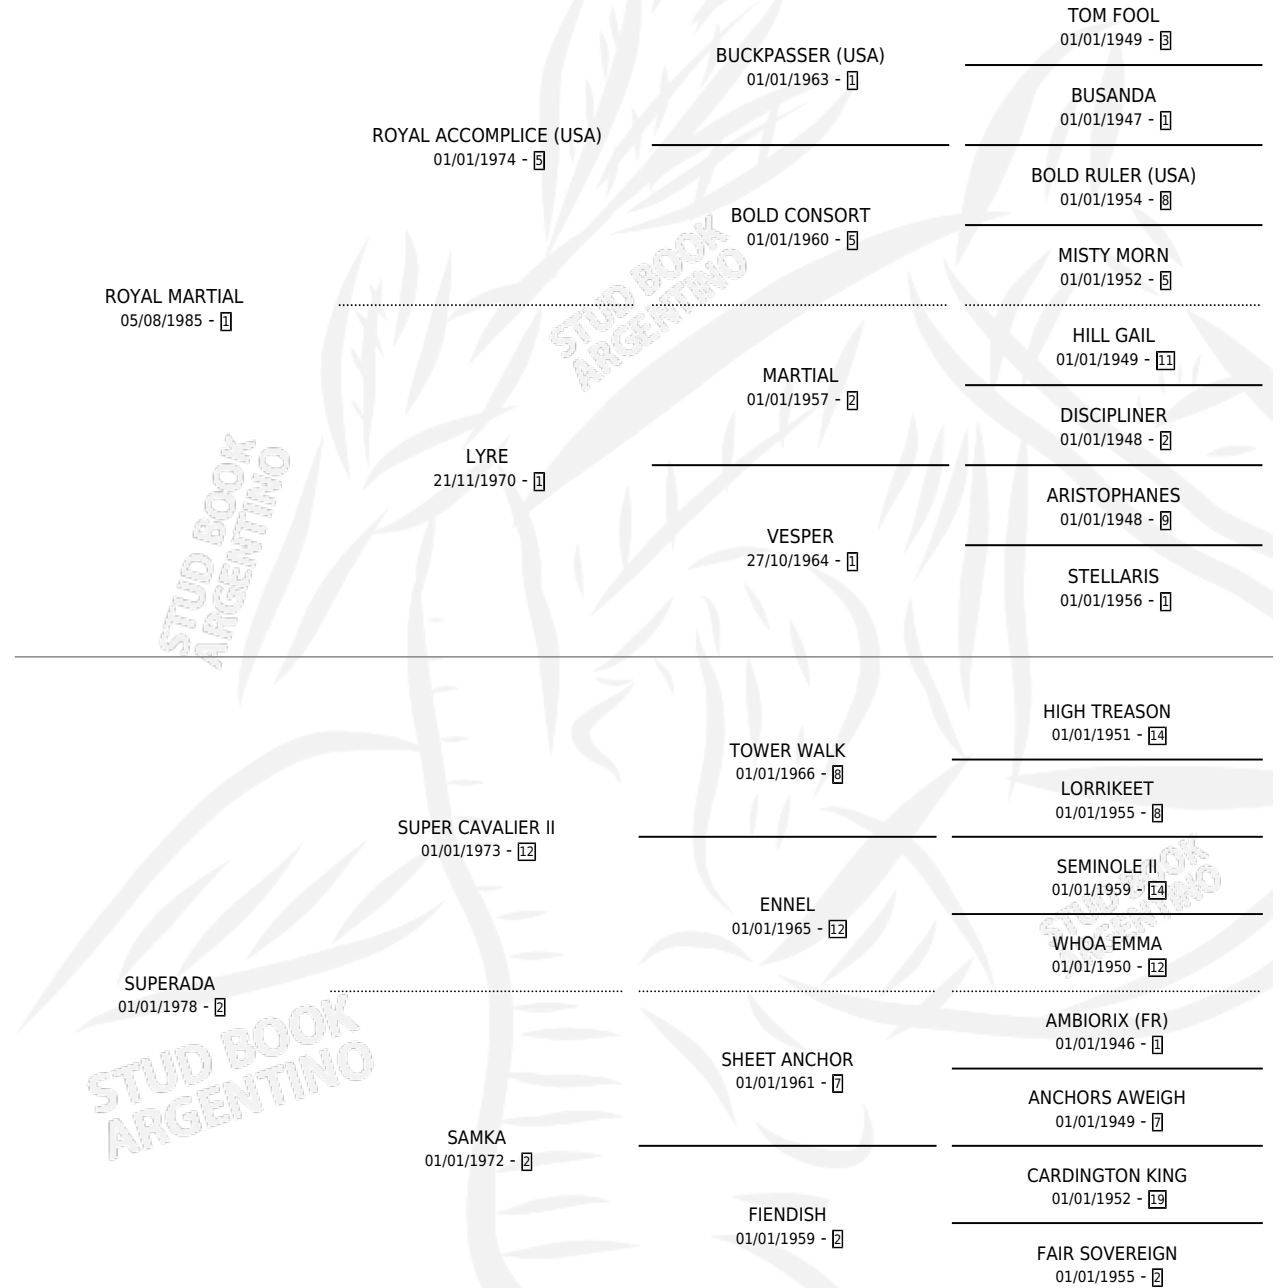 TOM FOOL
01/01/1949 - 3
BUCKPASSER (USA)
01/01/1963 - 1
BUSANDA
01/01/1947 - 1
ROYAL ACCOMPLICE (USA)
01/01/1974 - 5
BOLD RULER (USA)
01/01/1954 - 8
BOLD CONSORT
01/01/1960 - 5
MISTY MORN
01/01/1952 - 5
ROYAL MARTIAL
05/08/1985 - 1
HILL GAIL
01/01/1949 - 11
MARTIAL
01/01/1957 - 2
DISCIPLINER
01/01/1948 - 2
LYRE
21/11/1970 - 1
ARISTOPHANES
01/01/1948 - 9
VESPER
27/10/1964 - 1
STELLARIS
01/01/1956 - 1
HIGH TREASON
01/01/1951 - 14
TOWER WALK
01/01/1966 - 8
LORRIKEET
01/01/1955 - 8
SUPER CAVALIER II
01/01/1973 - 12
SEMINOLE II
01/01/1959 - 14
ENNEL
01/01/1965 - 12
WHOA EMMA
01/01/1950 - 12
SUPERADA
01/01/1978 - 2
AMBIORIX (FR)
01/01/1946 - 1
SHEET ANCHOR
01/01/1961 - 7
ANCHORS AWEIGH
01/01/1949 - 7
SAMKA
01/01/1972 - 2
CARDINGTON KING
01/01/1952 - 19
FIENDISH
01/01/1959 - 2
FAIR SOVEREIGN
01/01/1955 - 2
STUD BOOK
ARGENTINO
STUD BOOK
ARGENTINO
STUD BOOK
ARGENTINO
STUD BOOK
ARGENTINO